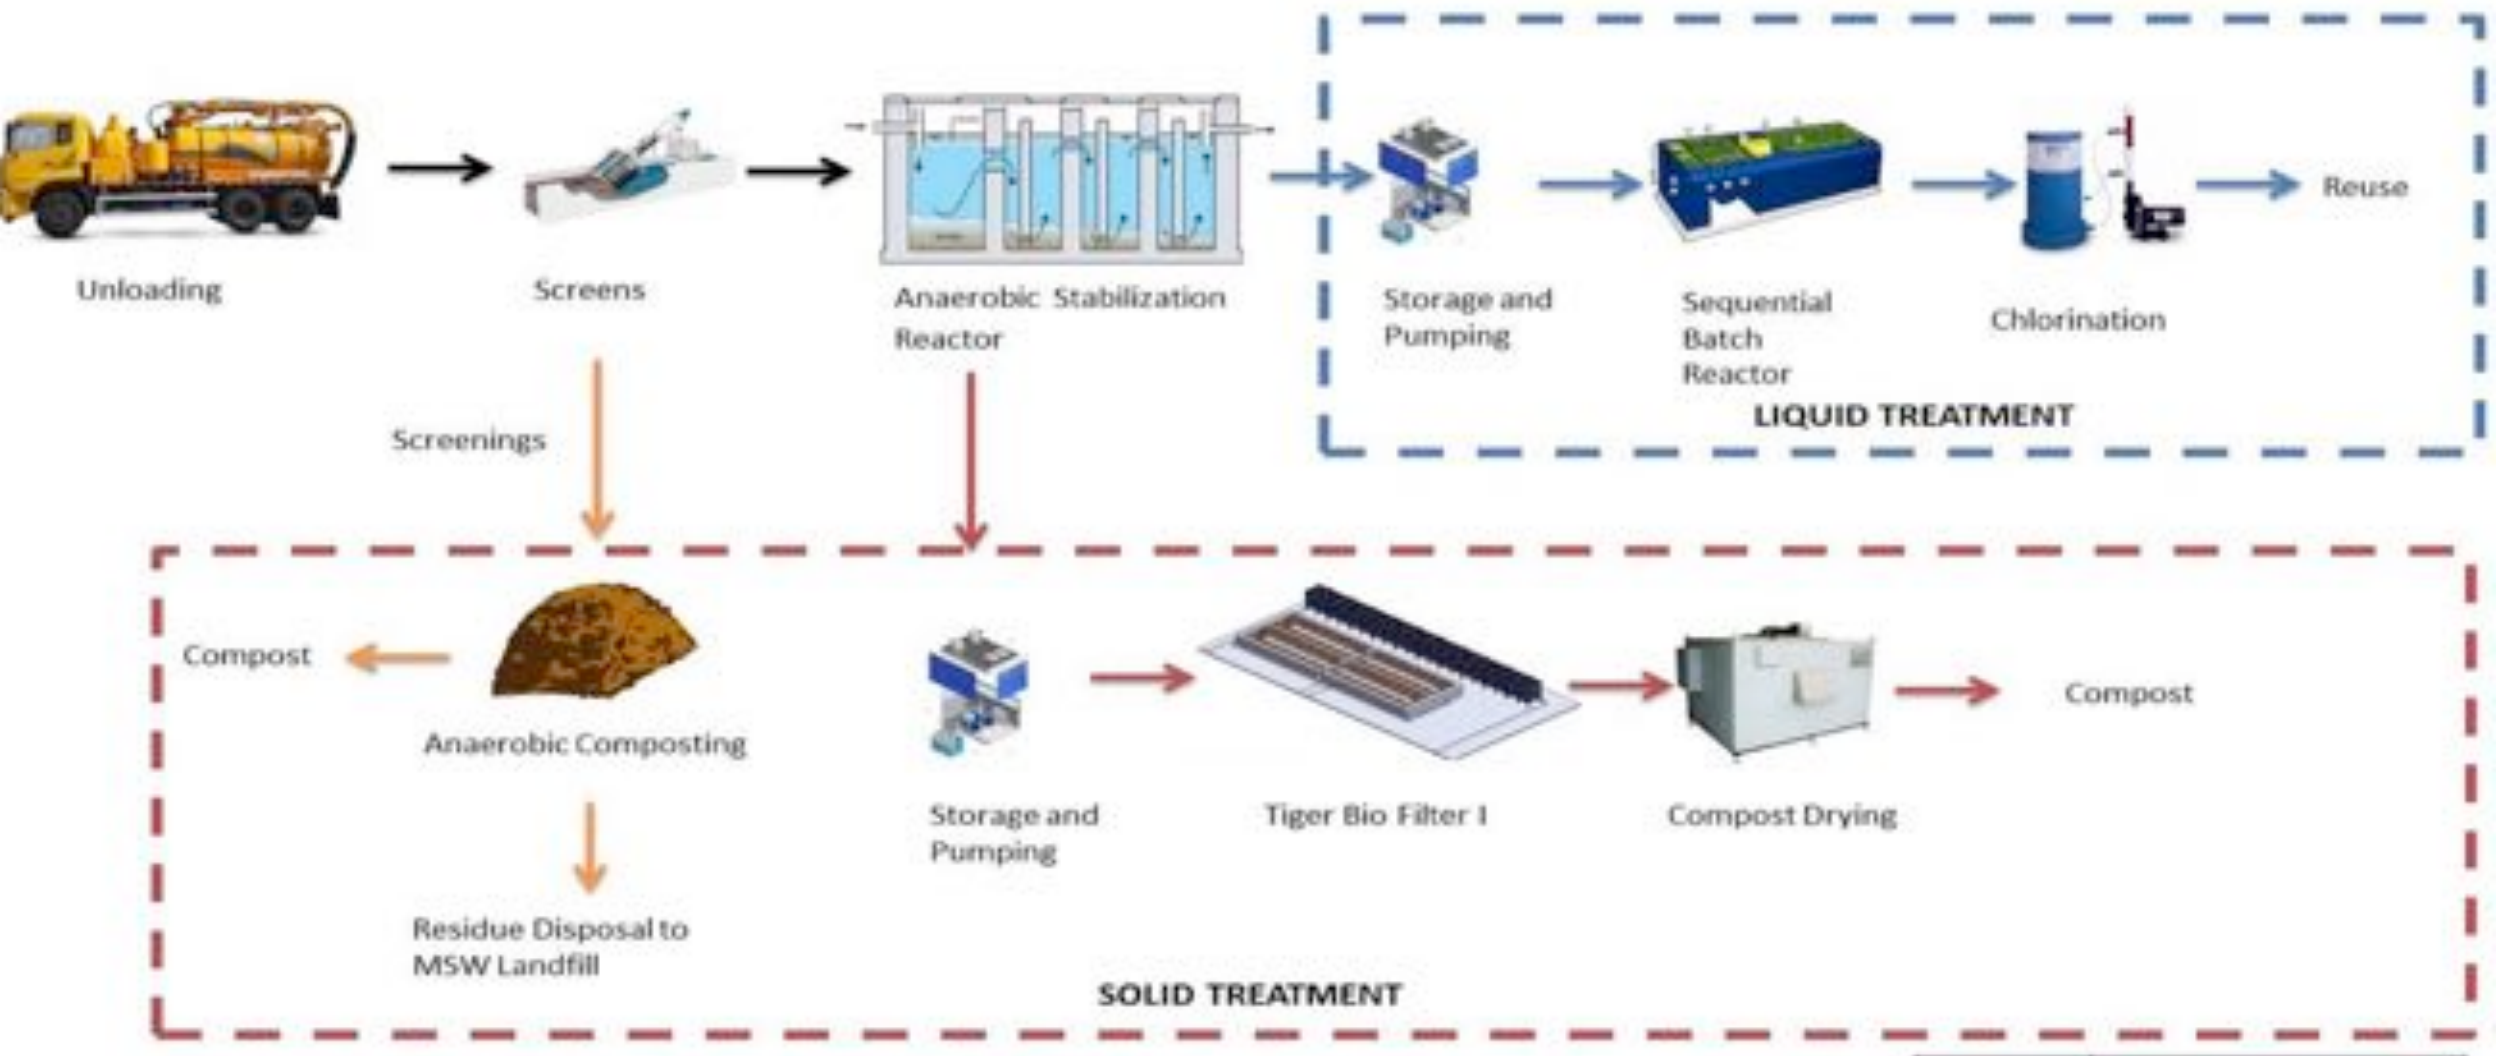 Unloading
Screens
Anaerobic Stabilization
Reactor
Storage and
Pumping
Sequential
Batch
Reactor
Chlorination
Reuse
LIQUID TREATMENT
Screenings
Compost
Anaerobic Composting
Residue Disposal to
MSW Landfill
Storage and
Pumping
Tiger Bio Filter I
Compost Drying
Compost
SOLID TREATMENT